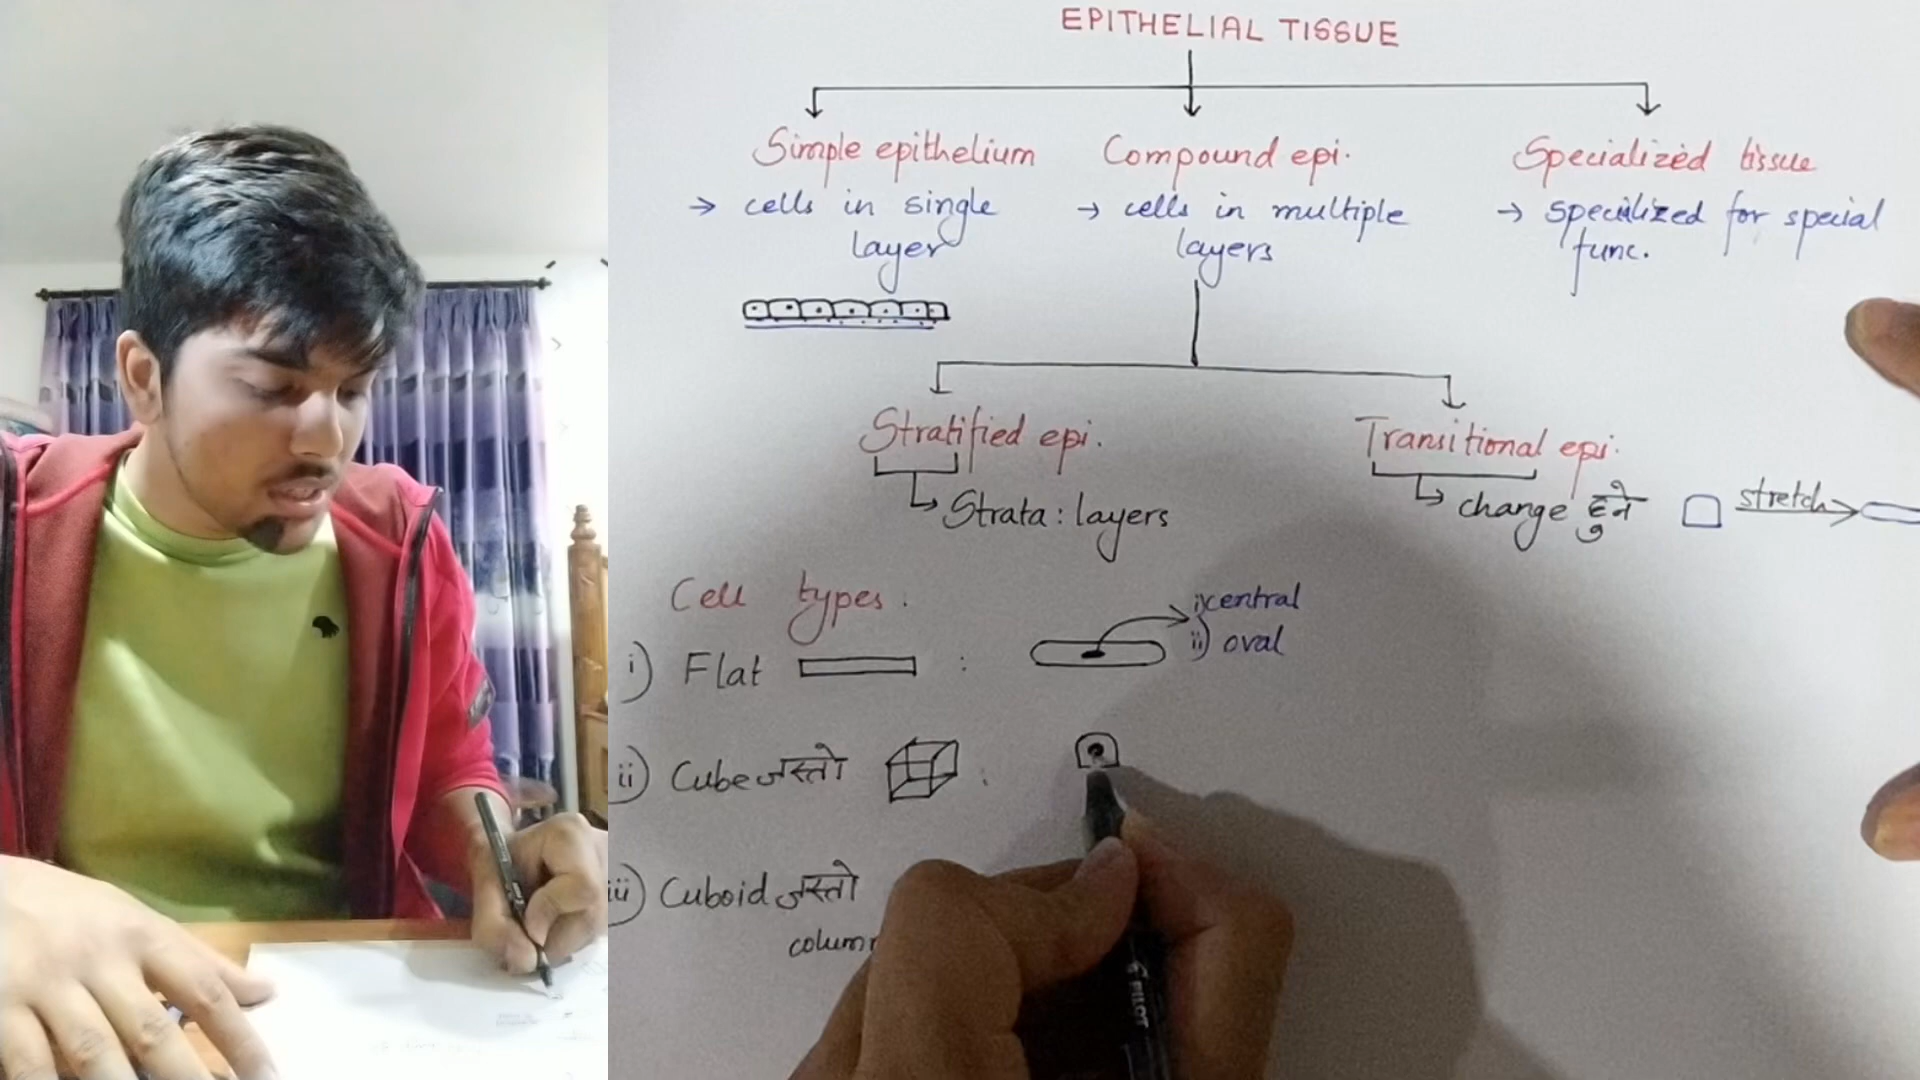 EPITHELIAL TISSUE
Simple epithelium
→ cells in single
layer
Compound epi.
→ cells in multiple
layers
Specialized tissue
→ specialized for special
func.
Stratified epi.
Strata : layers
Transitional epi.
change हुने
stretch
Cell types.
i) Flat :
i) central
ii) oval
ii) Cube जस्तो :
iii) Cuboid जस्तो
column
PILOT